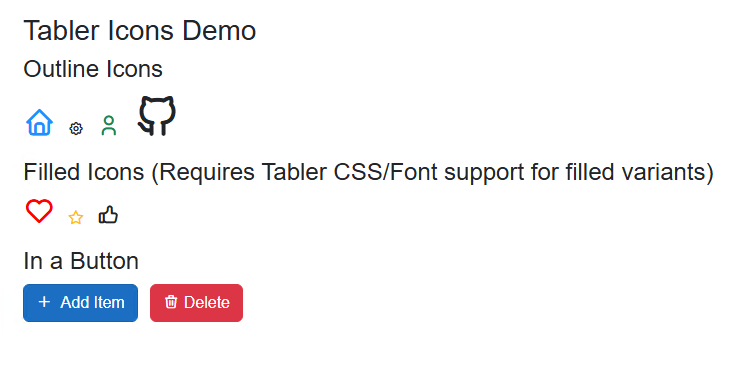 Tabler Icons Demo
Outline Icons
Filled Icons (Requires Tabler CSS/Font support for filled variants)
In a Button
Add Item
Delete